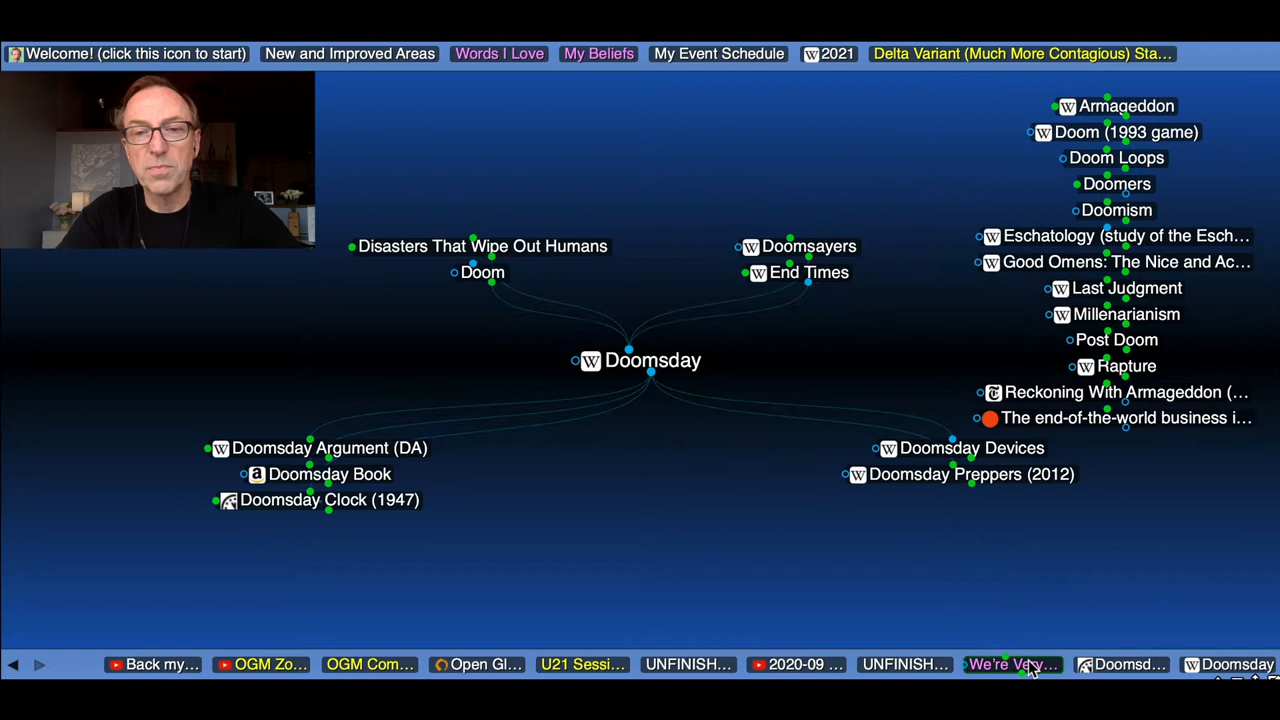 Welcome! (click this icon to start) New and Improved Areas Words I Love My Beliefs My Event Schedule W 2021 Delta Variant (Much More Contagious) Sta...
W Armageddon
W Doom (1993 game)
Doom Loops
Doomers
Doomism
W Eschatology (study of the Esch...
W Good Omens: The Nice and Ac...
W Last Judgment
W Millenarianism
Post Doom
W Rapture
T Reckoning With Armageddon (...
The end-of-the-world business i...
Disasters That Wipe Out Humans
Doom
W Doomsayers
W End Times
W Doomsday
W Doomsday Argument (DA)
a Doomsday Book
Doomsday Clock (1947)
W Doomsday Devices
W Doomsday Preppers (2012)
Back my... OGM Zo... OGM Com... Open Gl... U21 Sessi... UNFINISH... 2020-09 ... UNFINISH... We're Very... Doomsd... W Doomsday